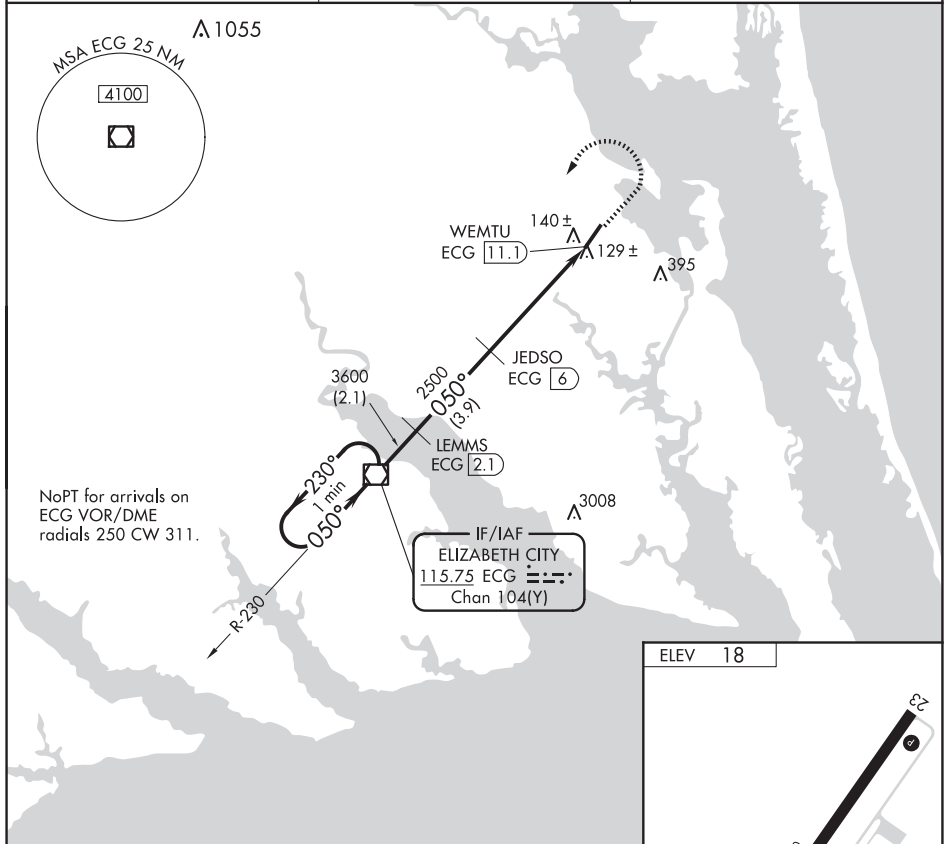 1055
MSA ECG 25 NM
4100
140 ±
WEMTU
ECG 11.1
129 ±
395
JEDSO
ECG 6
3600
(2.1)
2500
050°
(3.9)
LEMMS
ECG 2.1
230°
1 min
050°
NoPT for arrivals on
ECG VOR/DME
radials 250 CW 311.
3008
IF/IAF
ELIZABETH CITY
115.75 ECG
Chan 104(Y)
R-230
ELEV 18
23
P